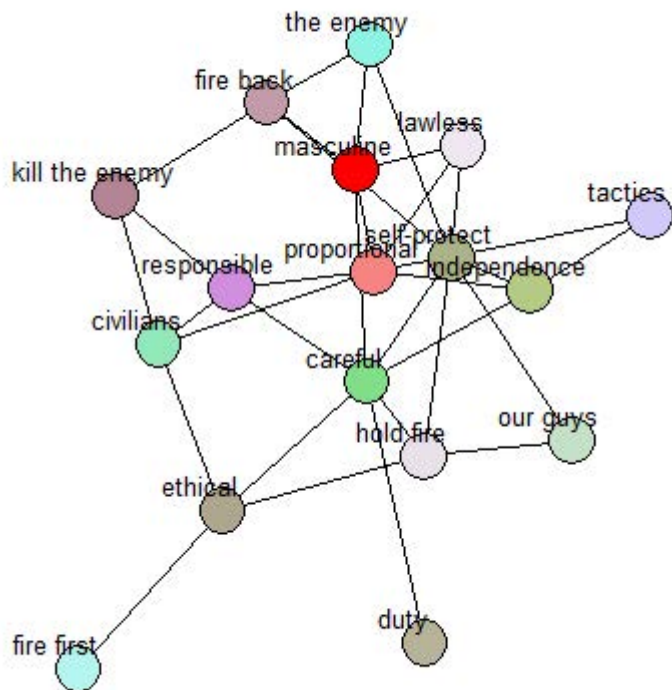 the enemy
fire back
lawless
masculine
kill the enemy
tactics
self-protect
proportional
independence
responsible
civilians
careful
our guys
hold fire
ethical
duty
fire first